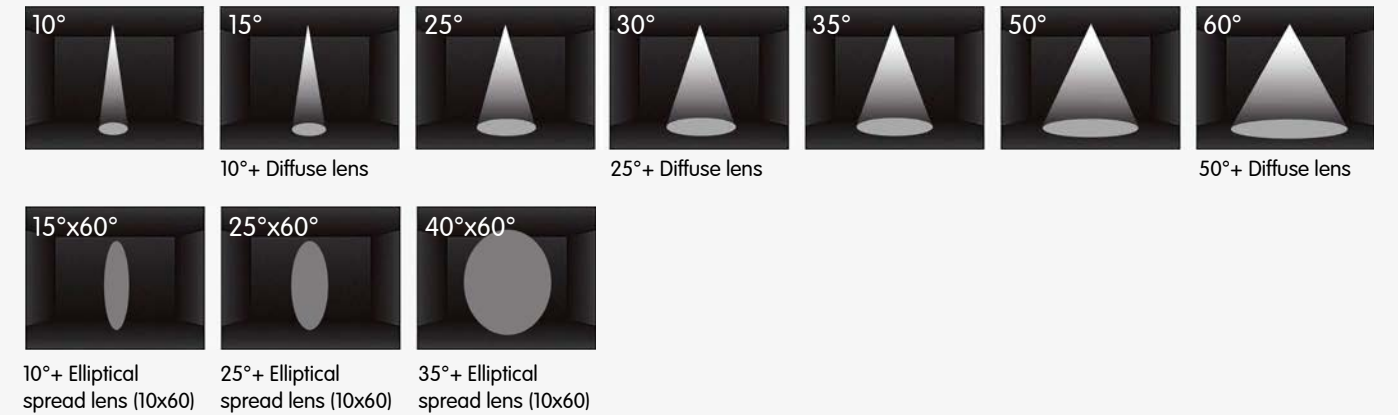 10° 15° 25° 30° 35° 50° 60°
10°+ Diffuse lens 25°+ Diffuse lens 50°+ Diffuse lens
15°x60° 25°x60° 40°x60°
10°+ Elliptical 25°+ Elliptical 35°+ Elliptical
spread lens (10x60) spread lens (10x60) spread lens (10x60)